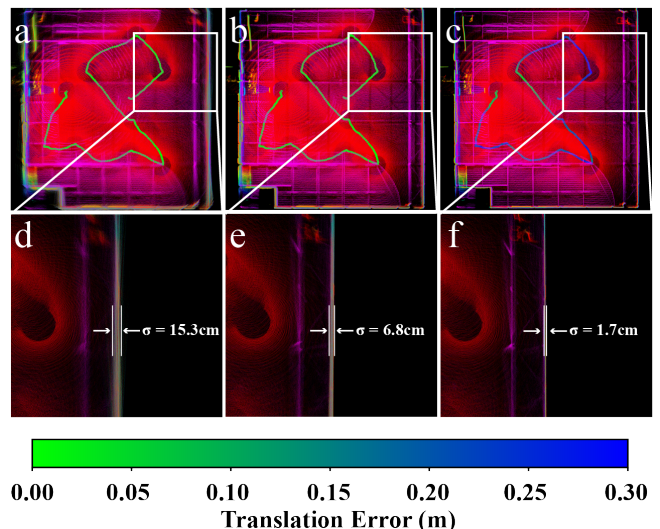 a b c
d e f
σ = 15.3cm σ = 6.8cm σ = 1.7cm
0.00 0.05 0.10 0.15 0.20 0.25 0.30
Translation Error (m)